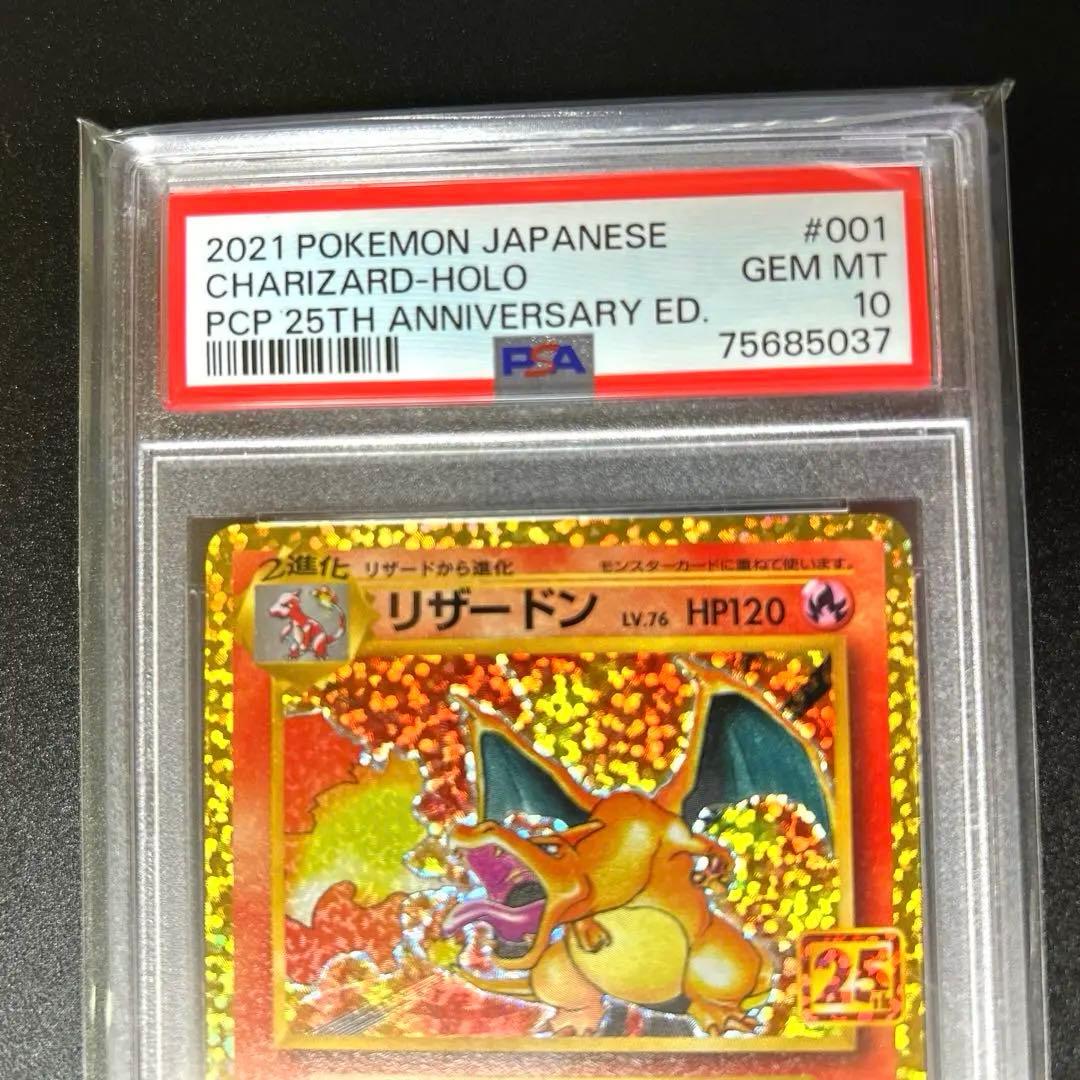 2021 POKEMON JAPANESE #001
CHARIZARD-HOLO GEM MT
PCP 25TH ANNIVERSARY ED. 10
PSA 75685037
2進化 リザードから進化 モンスターカードに重ねて使います。
リザードン LV.76 HP120
25